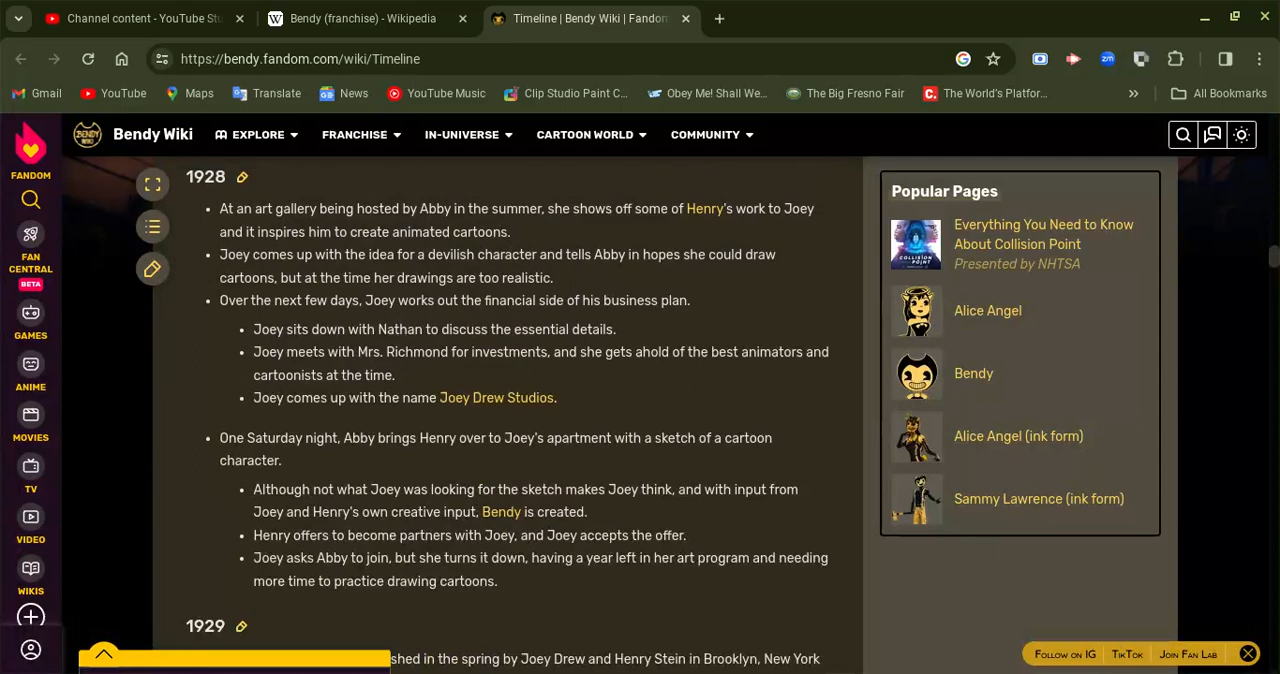 Channel content - YouTube Stu
Bendy (franchise) - Wikipedia
Timeline | Bendy Wiki | Fandom
https://bendy.fandom.com/wiki/Timeline
Gmail
YouTube
Maps
Translate
News
YouTube Music
Clip Studio Paint C...
Obey Me! Shall We...
The Big Fresno Fair
The World's Platfor...
All Bookmarks
FANDOM
Bendy Wiki
EXPLORE
FRANCHISE
IN-UNIVERSE
CARTOON WORLD
COMMUNITY
FAN
CENTRAL
BETA
GAMES
ANIME
MOVIES
TV
VIDEO
WIKIS
1928
At an art gallery being hosted by Abby in the summer, she shows off some of Henry's work to Joey
and it inspires him to create animated cartoons.
Joey comes up with the idea for a devilish character and tells Abby in hopes she could draw
cartoons, but at the time her drawings are too realistic.
Over the next few days, Joey works out the financial side of his business plan.
Joey sits down with Nathan to discuss the essential details.
Joey meets with Mrs. Richmond for investments, and she gets ahold of the best animators and
cartoonists at the time.
Joey comes up with the name Joey Drew Studios.
One Saturday night, Abby brings Henry over to Joey's apartment with a sketch of a cartoon
character.
Although not what Joey was looking for the sketch makes Joey think, and with input from
Joey and Henry's own creative input, Bendy is created.
Henry offers to become partners with Joey, and Joey accepts the offer.
Joey asks Abby to join, but she turns it down, having a year left in her art program and needing
more time to practice drawing cartoons.
1929
shed in the spring by Joey Drew and Henry Stein in Brooklyn, New York
Popular Pages
Everything You Need to Know
About Collision Point
Presented by NHTSA
Alice Angel
Bendy
Alice Angel (ink form)
Sammy Lawrence (ink form)
Follow on IG
TikTok
Join Fan Lab